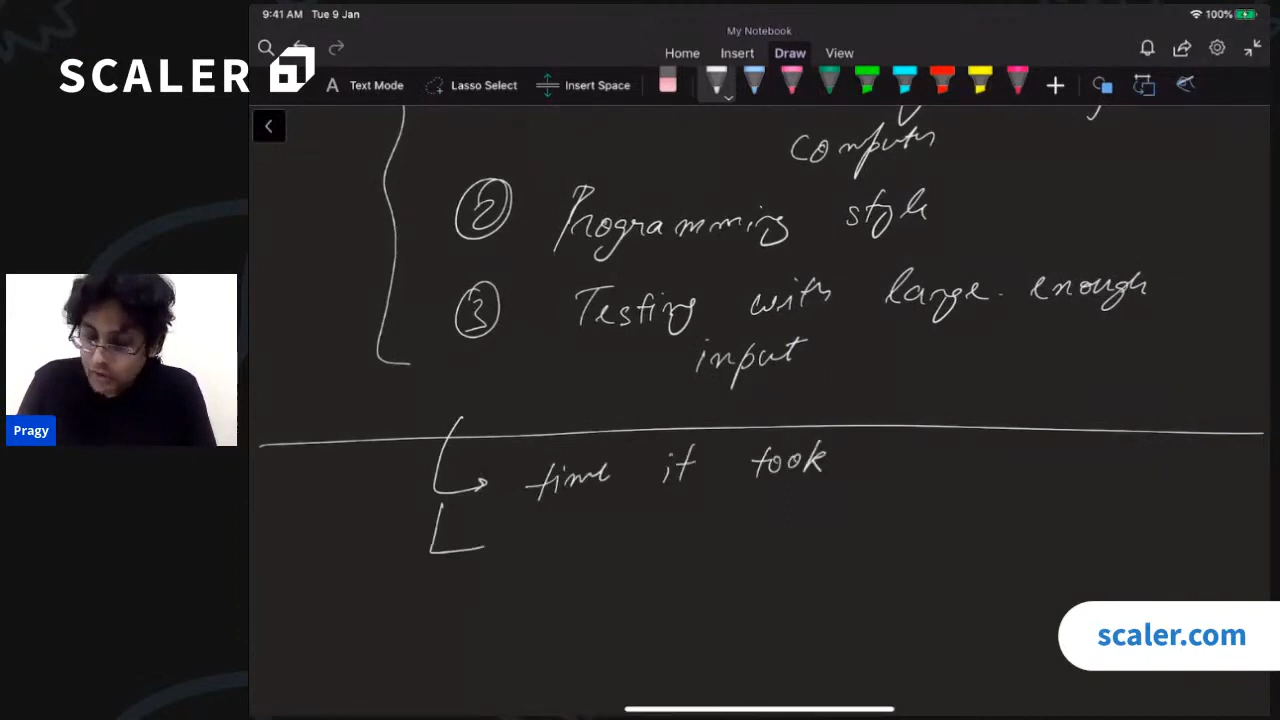 9:41 AM Tue 9 Jan
100%
My Notebook
Home Insert Draw View
SCALER
Text Mode Lasso Select Insert Space
computer
2 Programming style
3 Testing with large enough
input
Pragy
time it took
scaler.com